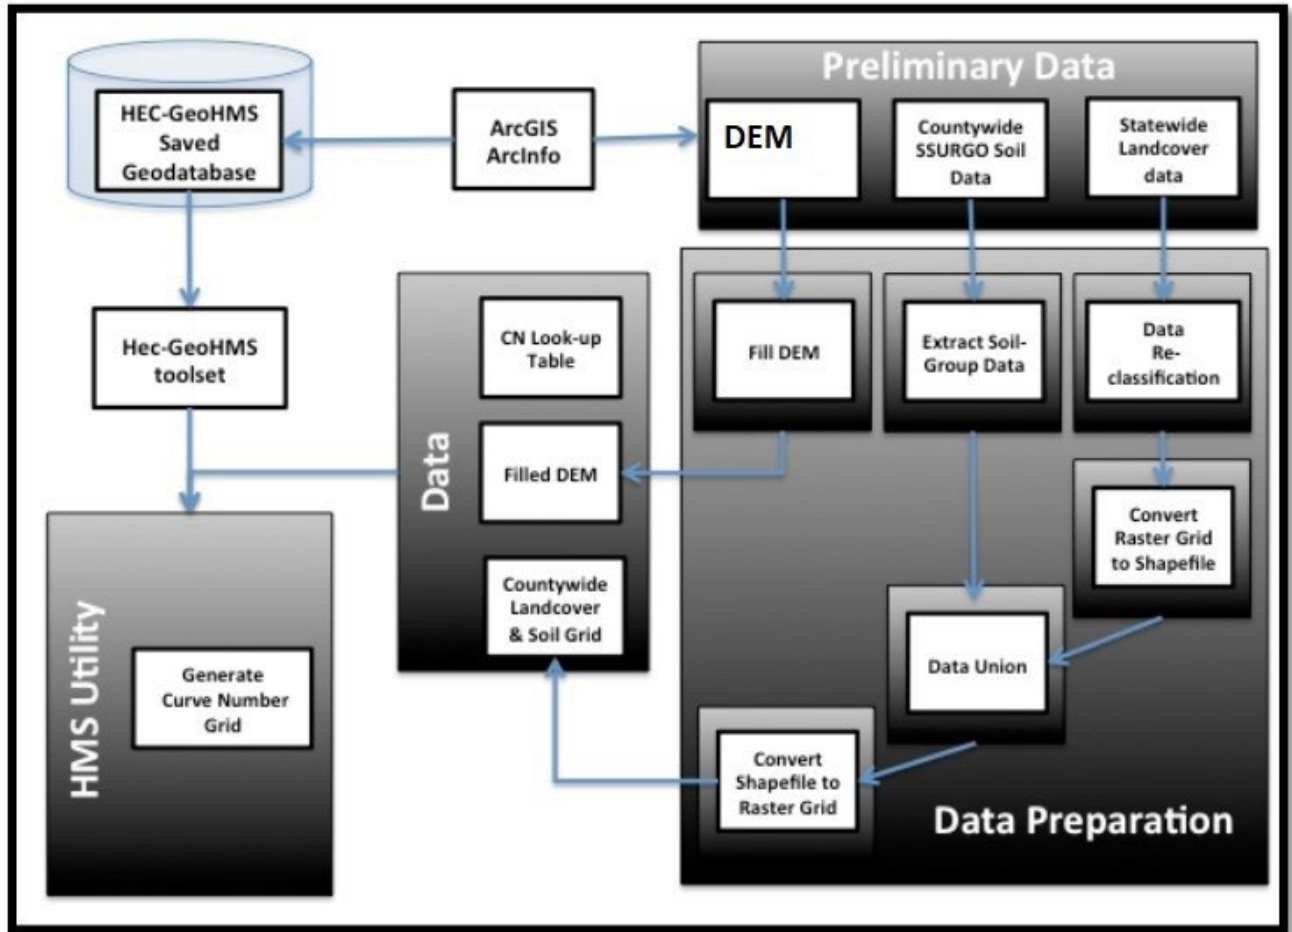 Preliminary Data
HEC-GeoHMS
Saved
Geodatabase
ArcGIS
ArcInfo
DEM
Countywide
SSURGO Soil
Data
Statewide
Landcover
data
Hec-GeoHMS
toolset
Data
CN Look-up
Table
Filled DEM
Countywide
Landcover
& Soil Grid
Fill DEM
Extract Soil-
Group Data
Data
Re-
classification
Convert
Raster Grid
to Shapefile
Data Union
Convert
Shapefile to
Raster Grid
Data Preparation
HMS Utility
Generate
Curve Number
Grid